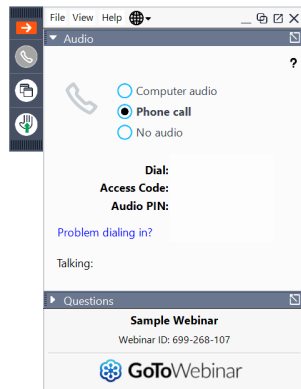 File View Help
Audio
?
Computer audio
Phone call
No audio
Dial:
Access Code:
Audio PIN:
Problem dialing in?
Talking:
Questions
Sample Webinar
Webinar ID: 699-268-107
GoToWebinar